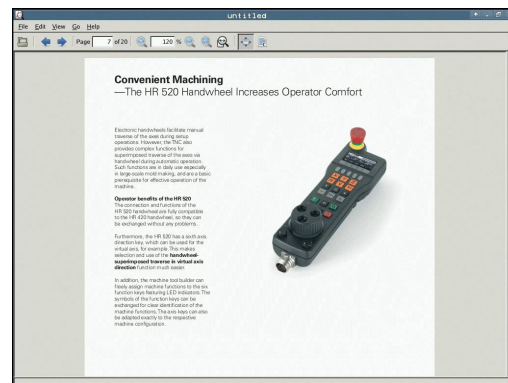 untitled
File Edit View Go Help
Page 7 of 20 120 %
Convenient Machining
—The HR 520 Handwheel Increases Operator Comfort
Electronic handwheels facilitate manual
traverse of the axes during setup
operations. However, the TNC also
provides complex functions for
superimposed traverse of the axes via
handwheel during automatic operation.
Such functions are in daily use especially
in large-scale mold making, and are a basic
prerequisite for effective operation of the
machine.
Operator benefits of the HR 520
The connection and functions of the
HR 520 handwheel are fully compatible
to the HR 420 handwheel, so they can
be exchanged without any problems.
Furthermore, the HR 520 has a sixth axis
direction key, which can be used for the
virtual axis, for example. This makes
selection and use of the handwheel-
superimposed traverse in virtual axis
direction function much easier.
In addition, the machine tool builder can
freely assign machine functions to the six
function keys featuring LED indicators. The
symbols of the function keys can be
exchanged for clear identification of the
machine functions. The axis keys can also
be adapted exactly to the respective
machine configuration.